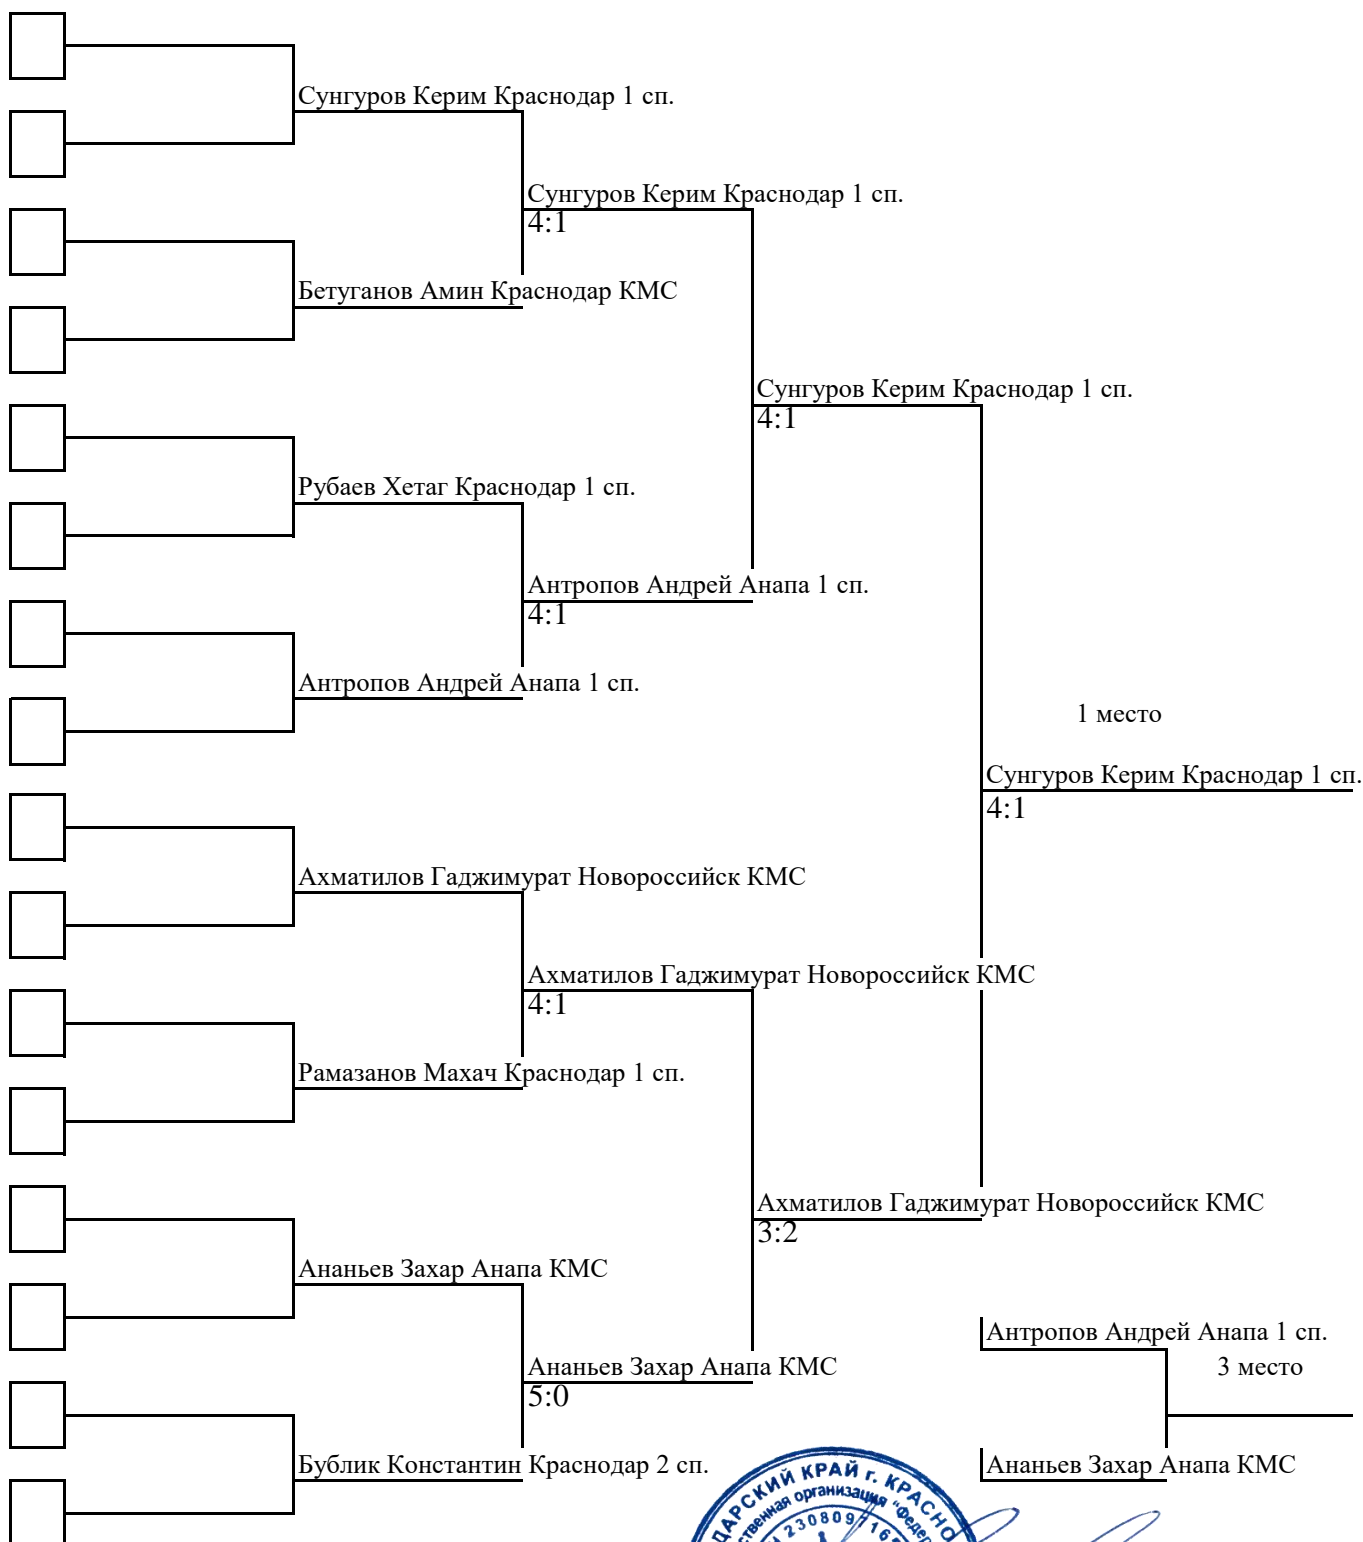 Сунгуров Керим Краснодар 1 сп.
Сунгуров Керим Краснодар 1 сп.
4:1
Бетуганов Амин Краснодар КМС
Сунгуров Керим Краснодар 1 сп.
4:1
Рубаев Хетаг Краснодар 1 сп.
Антропов Андрей Анапа 1 сп.
4:1
Антропов Андрей Анапа 1 сп.
1 место
Сунгуров Керим Краснодар 1 сп.
4:1
Ахматилов Гаджимурат Новороссийск КМС
Ахматилов Гаджимурат Новороссийск КМС
4:1
Рамазанов Махач Краснодар 1 сп.
Ахматилов Гаджимурат Новороссийск КМС
3:2
Ананьев Захар Анапа КМС
Антропов Андрей Анапа 1 сп.
Ананьев Захар Анапа КМС
3 место
5:0
Бублик Константин Краснодар 2 сп.
Ананьев Захар Анапа КМС
КРАЙ г.
организация